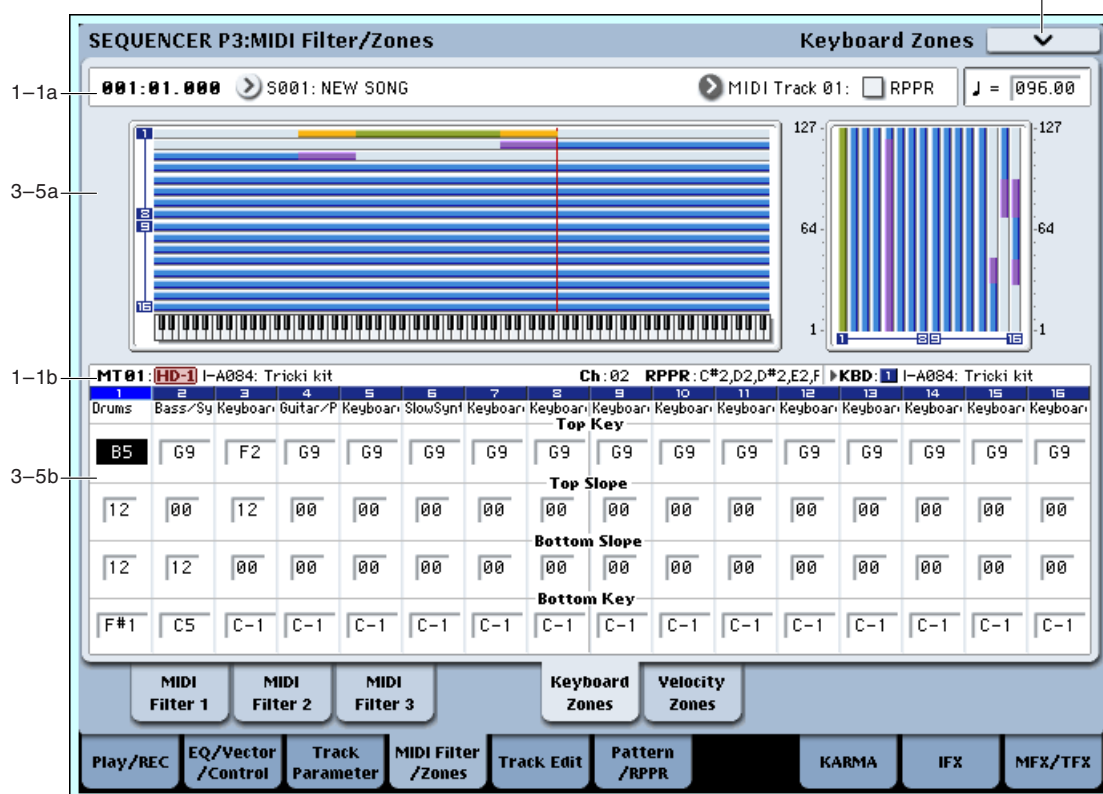 SEQUENCER P3:MIDI Filter/Zones Keyboard Zones
1–1a 001:01.000 S001: NEW SONG MIDI Track 01: RPPR ♩ = 096.00
3–5a
1
8
9
16
127 127
64 64
1 1
1 8 9 16
1–1b MT01: HD-1 I-A084: Tricki kit Ch:02 RPPR:C#2,D2,D#2,E2,F KBD: 1 I-A084: Tricki kit
1 2 3 4 5 6 7 8 9 10 11 12 13 14 15 16
Drums Bass/Sy Keyboar Guitar/P Keyboar SlowSynt Keyboar Keyboar Keyboar Keyboar Keyboar Keyboar Keyboar Keyboar Keyboar Keyboar
Top Key
B5 G9 F2 G9 G9 G9 G9 G9 G9 G9 G9 G9 G9 G9 G9 G9
3–5b
Top Slope
12 00 12 00 00 00 00 00 00 00 00 00 00 00 00 00
Bottom Slope
12 12 00 00 00 00 00 00 00 00 00 00 00 00 00 00
Bottom Key
F#1 C5 C-1 C-1 C-1 C-1 C-1 C-1 C-1 C-1 C-1 C-1 C-1 C-1 C-1 C-1
MIDI Filter 1 MIDI Filter 2 MIDI Filter 3 Keyboard Zones Velocity Zones
Play/REC EQ/Vector /Control Track Parameter MIDI Filter /Zones Track Edit Pattern /RPPR KARMA IFX MFX/TFX